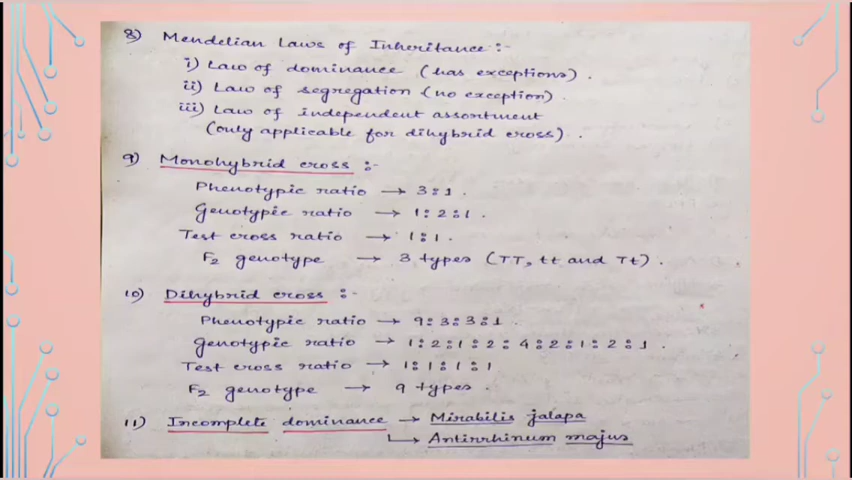 8) Mendelian Laws of Inheritance :-
i) Law of dominance (has exceptions).
ii) Law of segregation (no exception).
iii) Law of independent assortment
(only applicable for dihybrid cross).
9) Monohybrid cross :-
Phenotypic ratio → 3:1.
Genotypic ratio → 1:2:1.
Test cross ratio → 1:1.
F₂ genotype → 3 types (TT, tt and Tt).
10) Dihybrid cross :-
Phenotypic ratio → 9:3:3:1.
Genotypic ratio → 1:2:1:2:4:2:1:2:1.
Test cross ratio → 1:1:1:1
F₂ genotype → 9 types.
11) Incomplete dominance → Mirabilis jalapa
↳ Antirrhinum majus